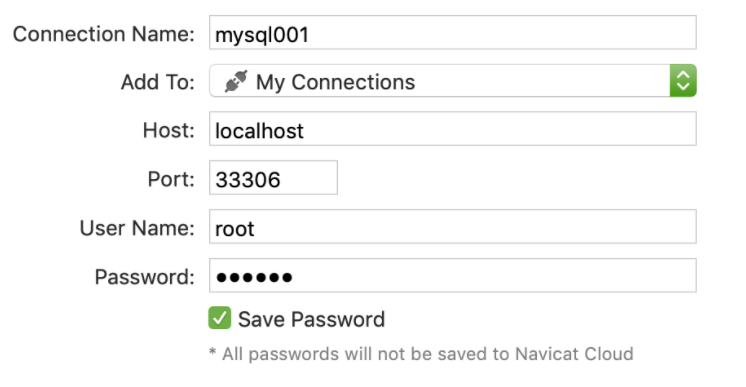 Connection Name: mysql001
Add To: My Connections
Host: localhost
Port: 33306
User Name: root
Password: ••••••
Save Password
* All passwords will not be saved to Navicat Cloud